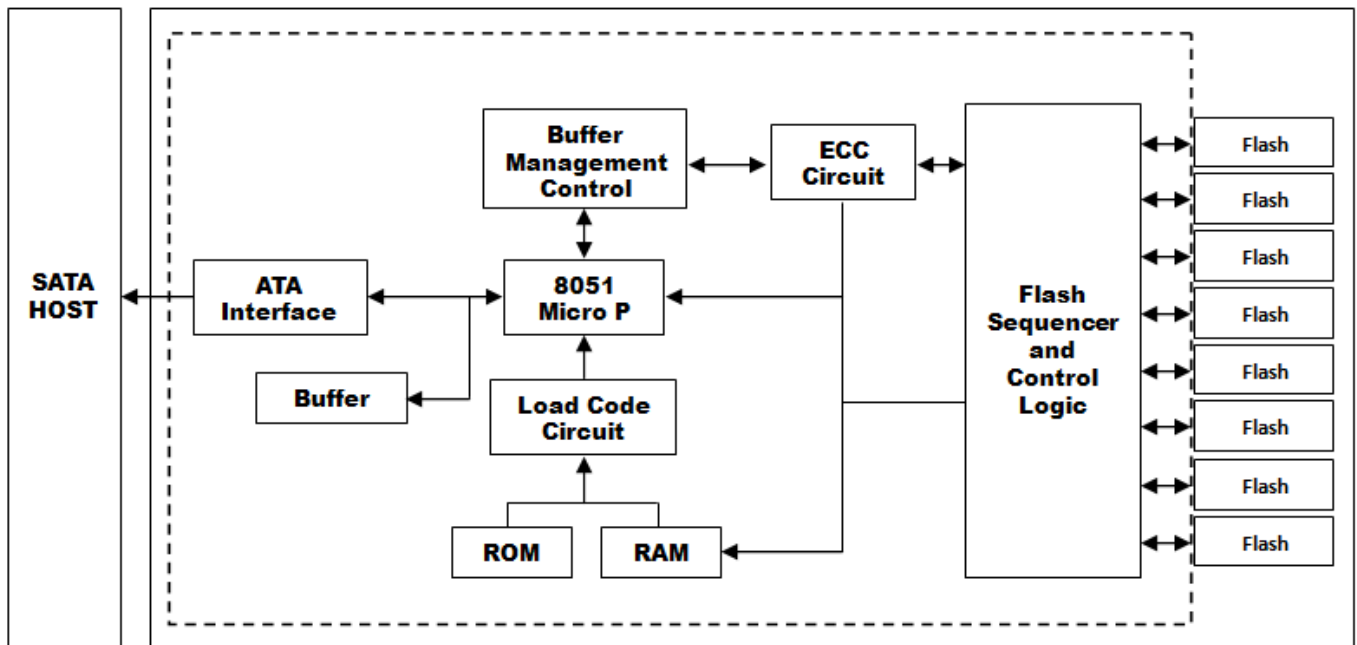 SATA
HOST
ATA
Interface
Buffer
Buffer
Management
Control
8051
Micro P
Load Code
Circuit
ROM
RAM
ECC
Circuit
Flash
Sequencer
and
Control
Logic
Flash
Flash
Flash
Flash
Flash
Flash
Flash
Flash